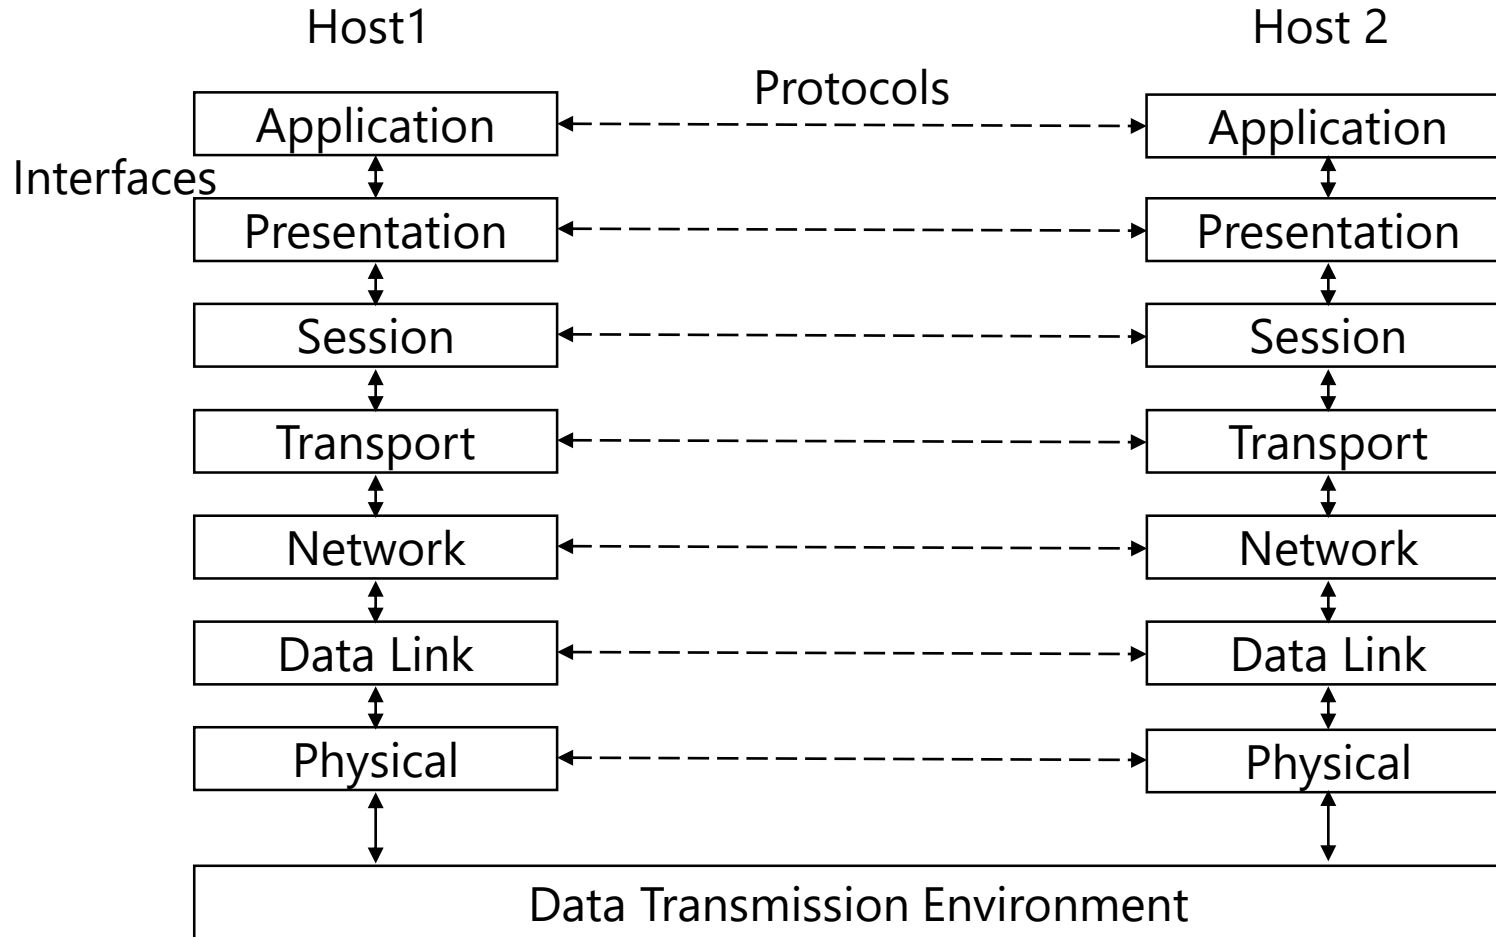 Host1
Host 2
Protocols
Application
Application
Interfaces
Presentation
Presentation
Session
Session
Transport
Transport
Network
Network
Data Link
Data Link
Physical
Physical
Data Transmission Environment